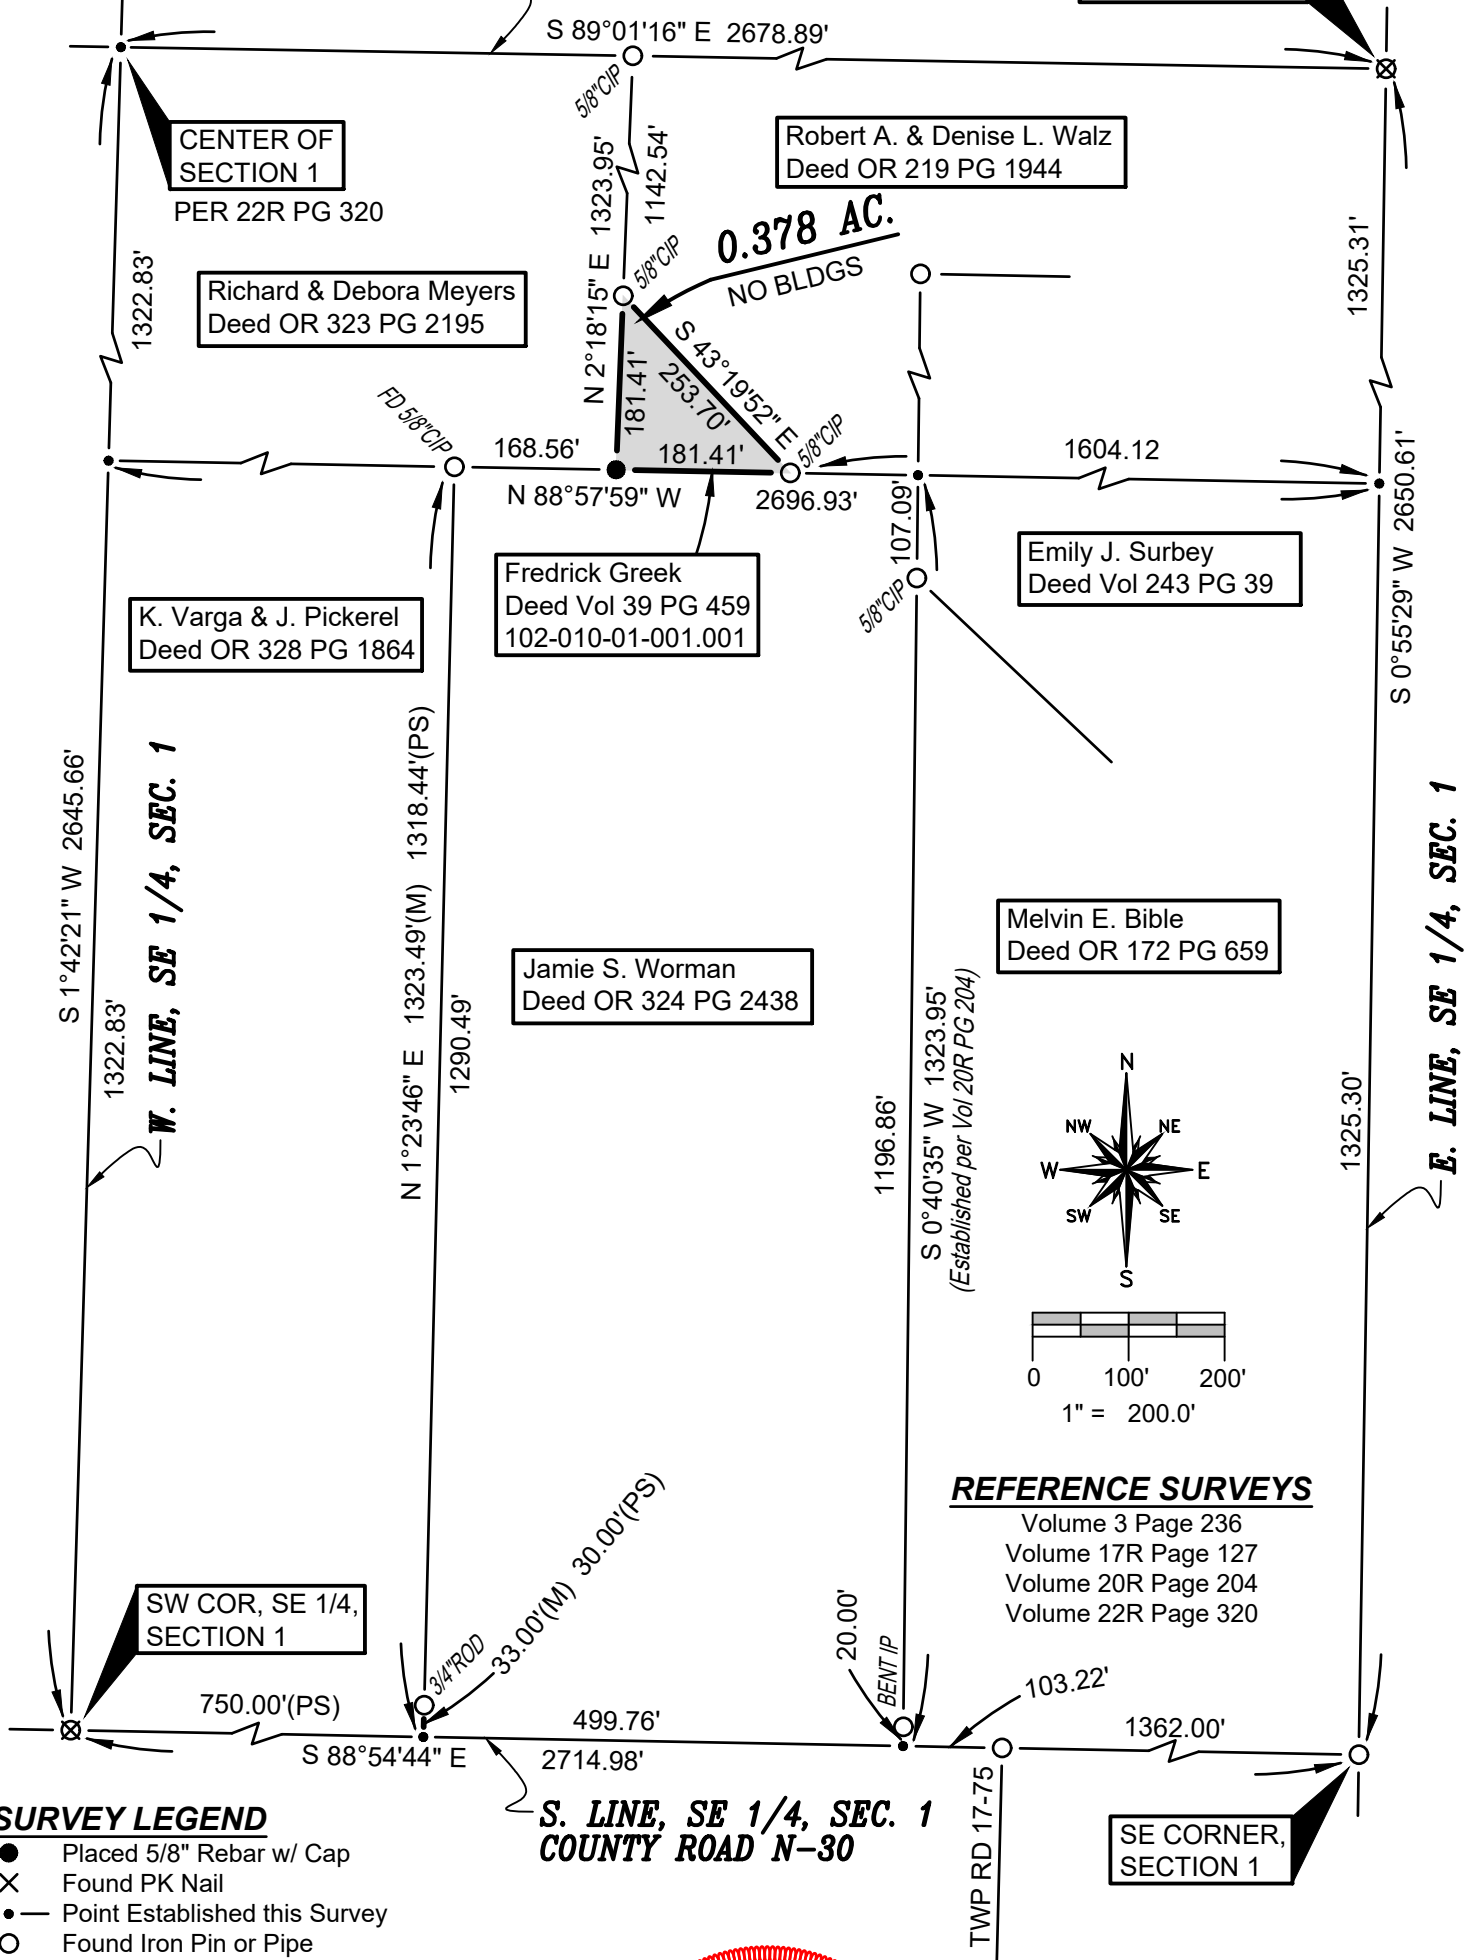 S 89°01'16" E 2678.89'
5/8"CIP
CENTER OF
SECTION 1
PER 22R PG 320
Robert A. & Denise L. Walz
Deed OR 219 PG 1944
N 2°18'15" E 1323.95'
1142.54'
0.378 AC.
NO BLDGS
5/8"CIP
1322.83'
1325.31'
Richard & Debora Meyers
Deed OR 323 PG 2195
181.41'
S 43°19'52" E
253.70'
FD 5/8"CIP
5/8"CIP
168.56'
181.41'
1604.12
N 88°57'59" W
2696.93'
107.09'
5/8"CIP
S 0°55'29" W 2650.61'
Fredrick Greek
Deed Vol 39 PG 459
102-010-01-001.001
Emily J. Surbey
Deed Vol 243 PG 39
K. Varga & J. Pickerel
Deed OR 328 PG 1864
S 1°42'21" W 2645.66'
W. LINE, SE 1/4, SEC. 1
1322.83'
N 1°23'46" E 1323.49'(M) 1318.44'(PS)
1290.49'
Jamie S. Worman
Deed OR 324 PG 2438
Melvin E. Bible
Deed OR 172 PG 659
E. LINE, SE 1/4, SEC. 1
1196.86'
S 0°40'35" W 1323.95'
(Established per Vol 20R PG 204)
1325.30'
N
NW NE
W E
SW SE
S
0 100' 200'
1" = 200.0'
REFERENCE SURVEYS
Volume 3 Page 236
Volume 17R Page 127
Volume 20R Page 204
Volume 22R Page 320
SW COR, SE 1/4,
SECTION 1
3/4"ROD
33.00'(M) 30.00'(PS)
20.00'
BENT IP
103.22'
750.00'(PS)
499.76'
1362.00'
S 88°54'44" E
2714.98'
S. LINE, SE 1/4, SEC. 1
COUNTY ROAD N-30
TWP RD 17-75
SE CORNER,
SECTION 1
SURVEY LEGEND
Placed 5/8" Rebar w/ Cap
Found PK Nail
Point Established this Survey
Found Iron Pin or Pipe